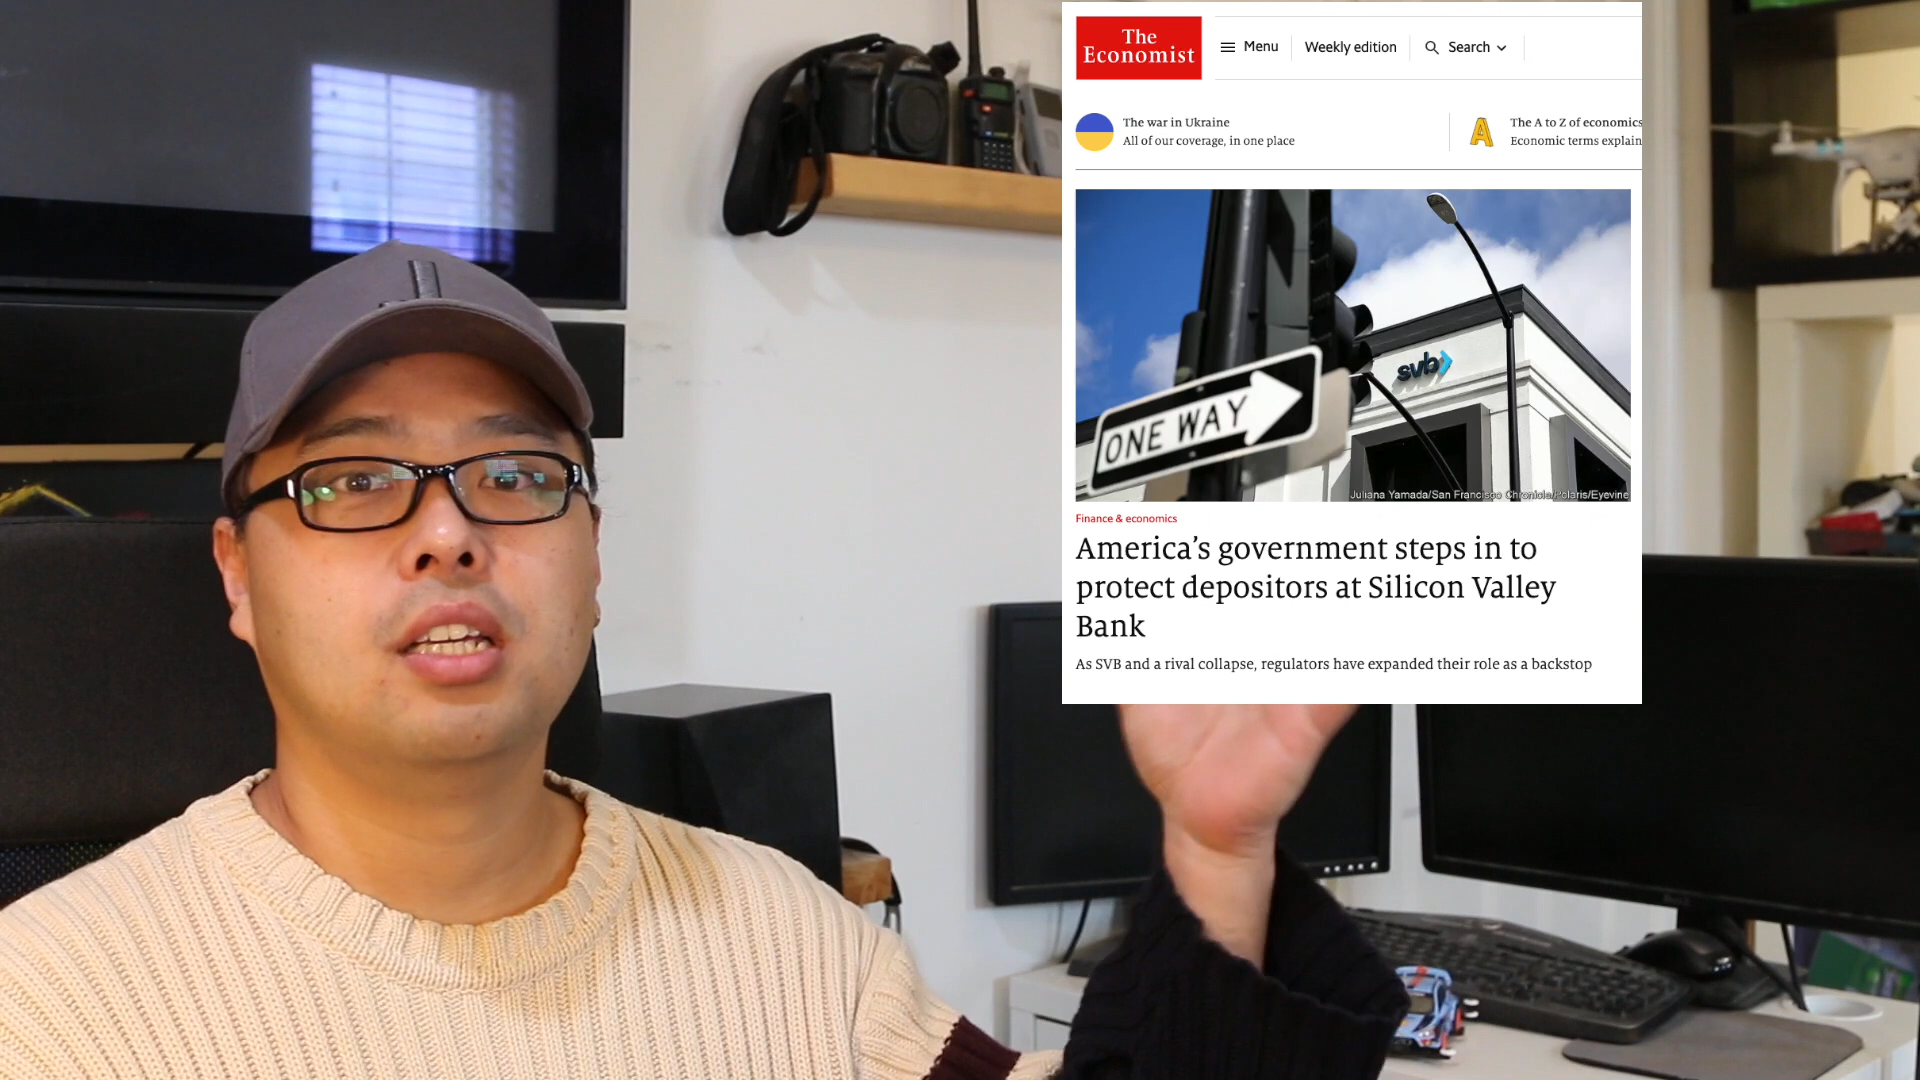 The
Economist
Menu
Weekly edition
Search
The war in Ukraine
All of our coverage, in one place
A
The A to Z of economics
Economic terms explain
svb
ONE WAY
Juliana Yamada/San Francisco Chronicle/Polaris/Eyevine
Finance & economics
America's government steps in to
protect depositors at Silicon Valley
Bank
As SVB and a rival collapse, regulators have expanded their role as a backstop